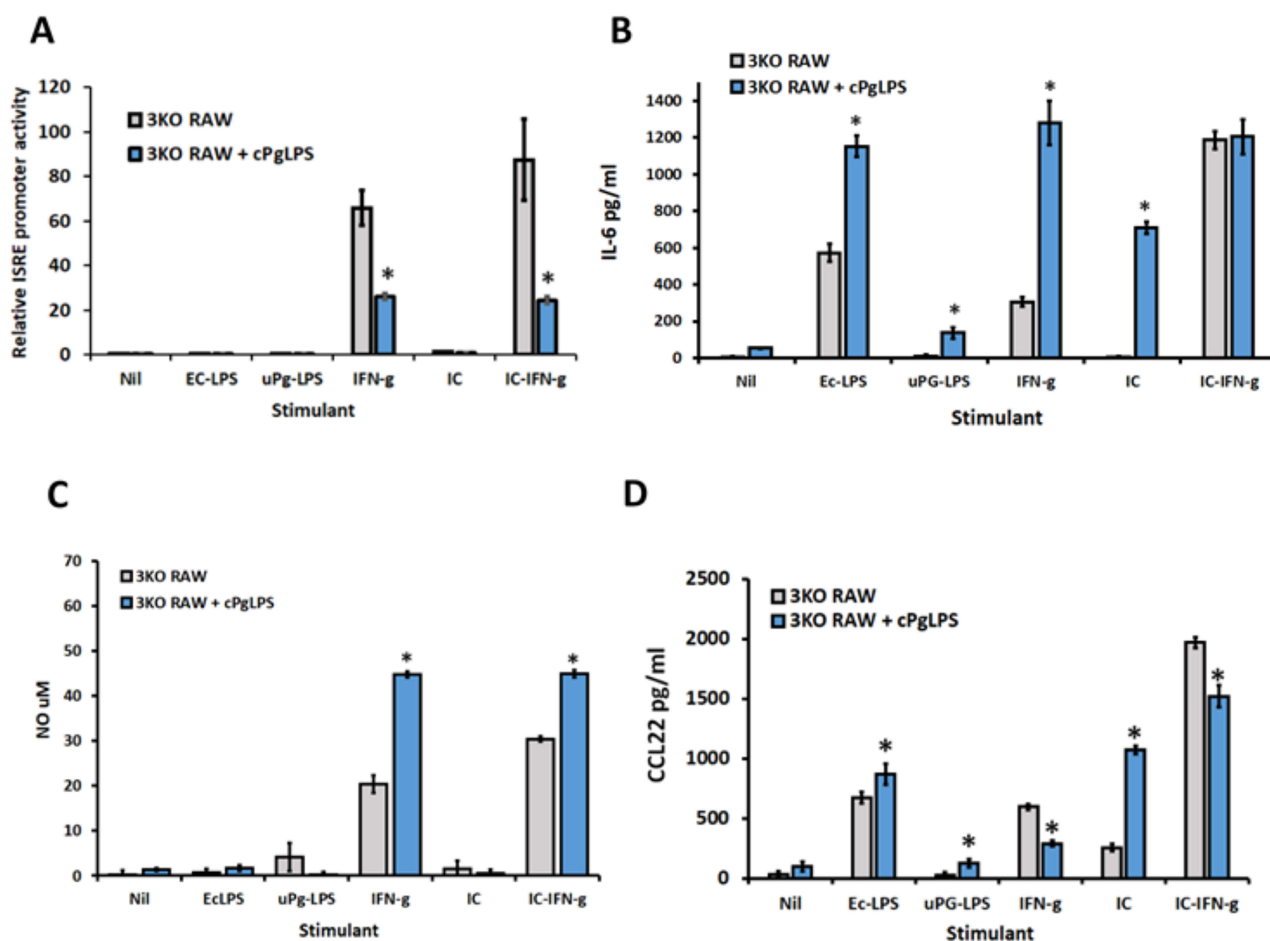 A
Relative ISRE promoter activity
120
100
80
60
40
20
0
3KO RAW
3KO RAW + cPgLPS
*
*
Nil EC-LPS uPg-LPS IFN-g IC IC-IFN-g
Stimulant
B
3KO RAW
3KO RAW + cPgLPS
IL-6 pg/ml
1400
1200
1000
800
600
400
200
0
*
*
*
*
Nil Ec-LPS uPG-LPS IFN-g IC IC-IFN-g
Stimulant
C
NO uM
70
60
50
40
30
20
10
0
3KO RAW
3KO RAW + cPgLPS
*
*
Nil EcLPS uPg-LPS IFN-g IC IC-IFN-g
Stimulant
D
CCL22 pg/ml
2500
2000
1500
1000
500
0
3KO RAW
3KO RAW + cPgLPS
*
*
*
*
*
Nil Ec-LPS uPG-LPS IFN-g IC IC-IFN-g
Stimulant